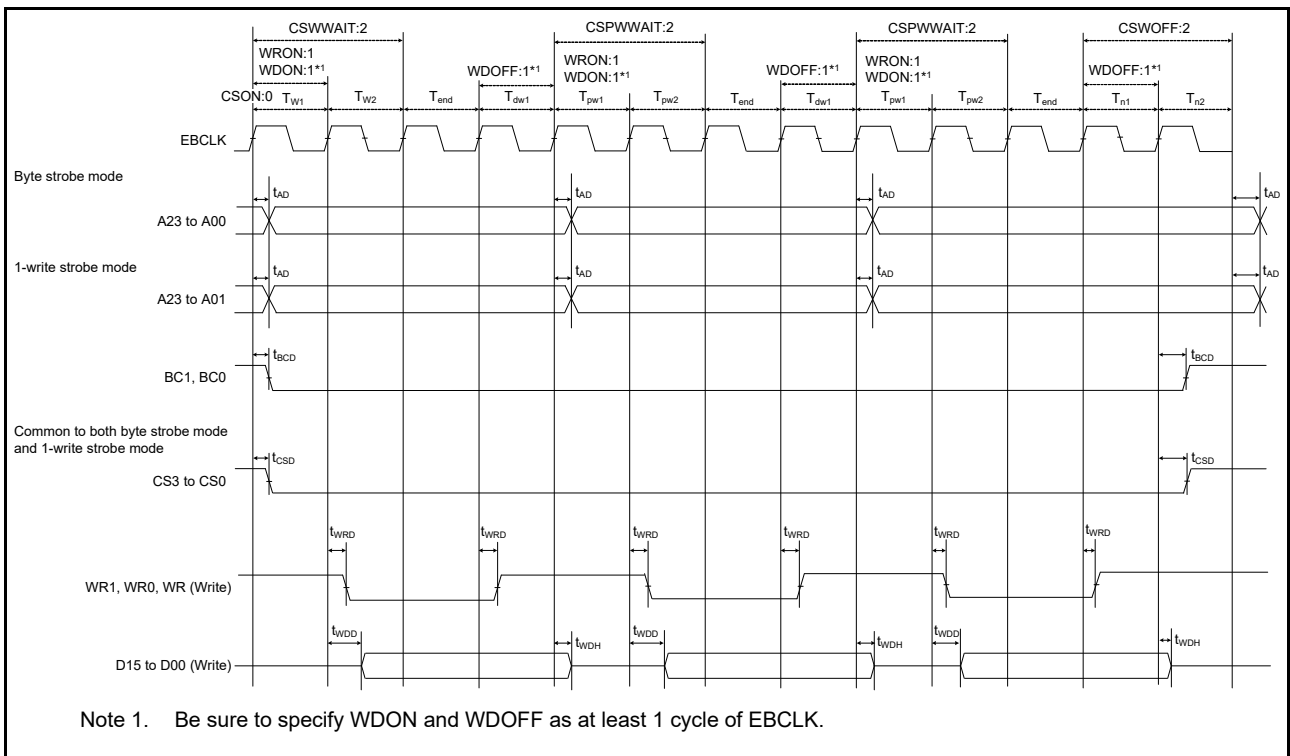 CSWWAIT:2 CSPWWAIT:2 CSPWWAIT:2 CSWOFF:2
WRON:1 WRON:1 WRON:1
WDON:1*1 WDOFF:1*1 WDON:1*1 WDOFF:1*1 WDON:1*1 WDOFF:1*1
CSON:0 TW1 TW2 Tend Tdw1 Tpw1 Tpw2 Tend Tdw1 Tpw1 Tpw2 Tend Tn1 Tn2
EBCLK
Byte strobe mode
tAD tAD tAD tAD
A23 to A00
1-write strobe mode
tAD tAD tAD tAD
A23 to A01
tBCD tBCD
BC1, BC0
Common to both byte strobe mode
and 1-write strobe mode
tCSD tCSD
CS3 to CS0
tWRD tWRD tWRD tWRD tWRD tWRD
WR1, WR0, WR (Write)
tWDD tWDH tWDD tWDH tWDD tWDH
D15 to D00 (Write)
Note 1. Be sure to specify WDON and WDOFF as at least 1 cycle of EBCLK.